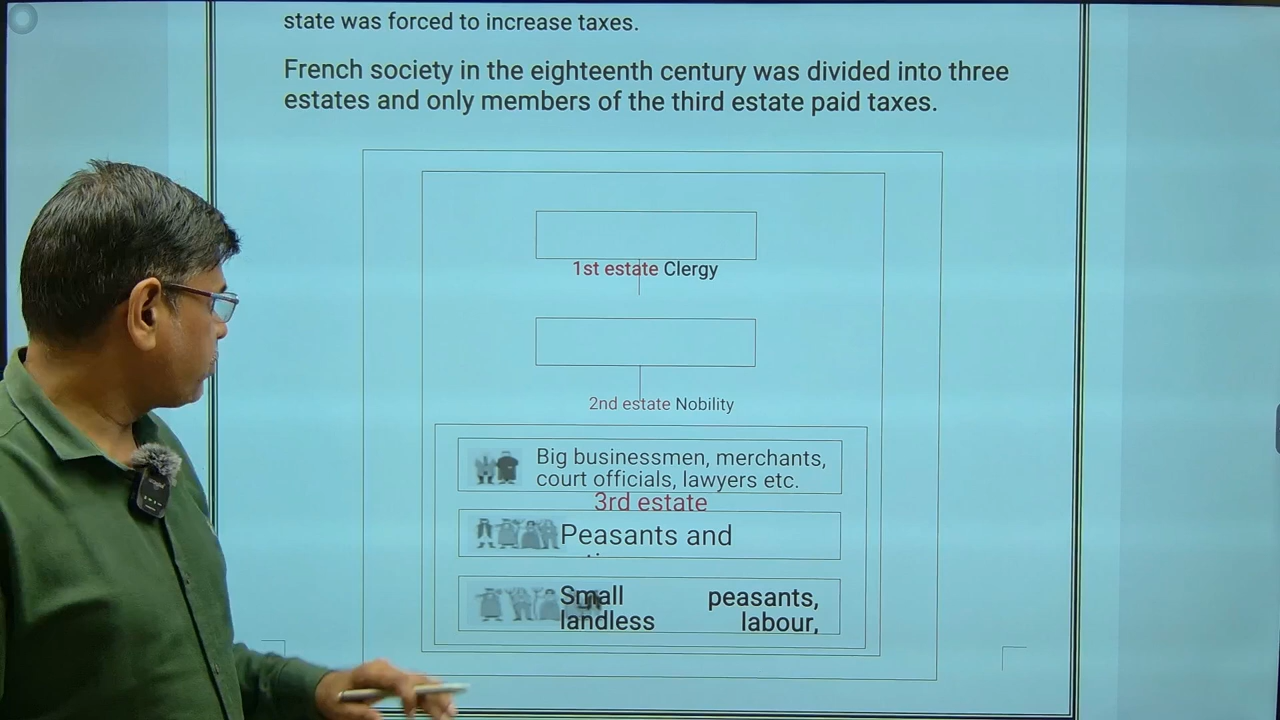 state was forced to increase taxes.
French society in the eighteenth century was divided into three
estates and only members of the third estate paid taxes.
1st estate Clergy
2nd estate Nobility
Big businessmen, merchants,
court officials, lawyers etc.
3rd estate
Peasants and
Small peasants,
landless labour,